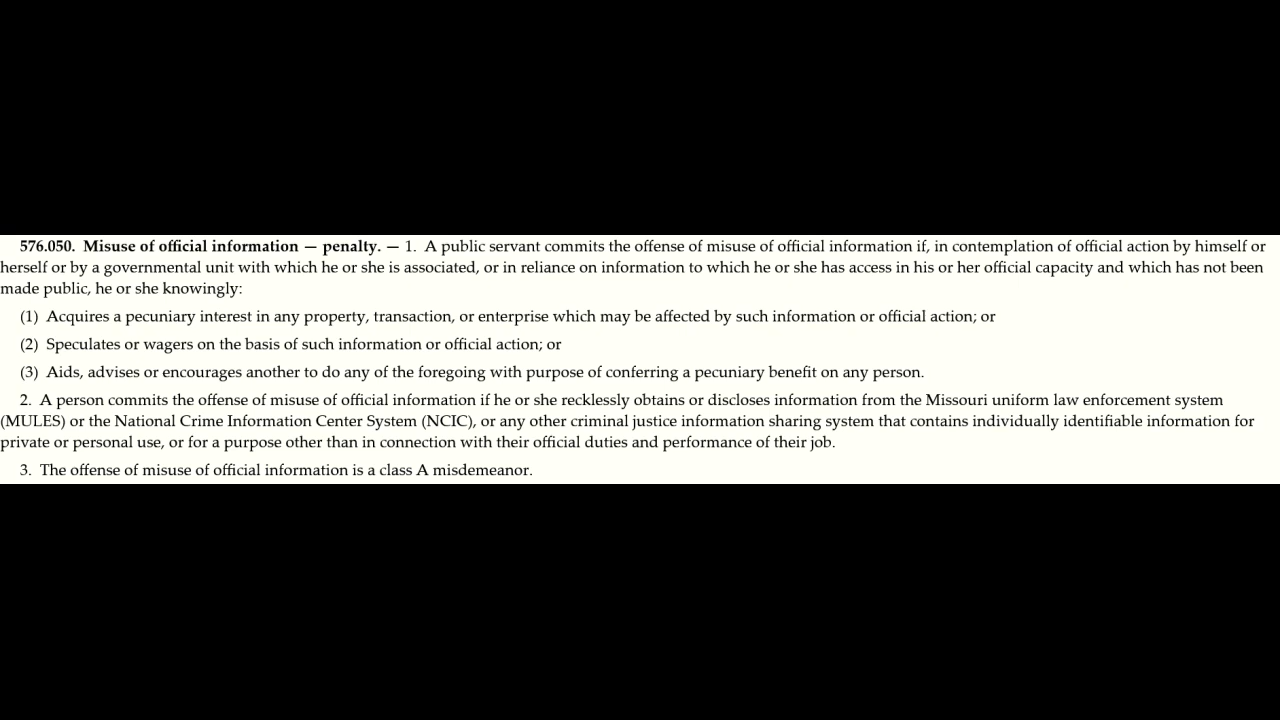 576.050. Misuse of official information — penalty. — 1. A public servant commits the offense of misuse of official information if, in contemplation of official action by himself or
herself or by a governmental unit with which he or she is associated, or in reliance on information to which he or she has access in his or her official capacity and which has not been
made public, he or she knowingly:
(1) Acquires a pecuniary interest in any property, transaction, or enterprise which may be affected by such information or official action; or
(2) Speculates or wagers on the basis of such information or official action; or
(3) Aids, advises or encourages another to do any of the foregoing with purpose of conferring a pecuniary benefit on any person.
2. A person commits the offense of misuse of official information if he or she recklessly obtains or discloses information from the Missouri uniform law enforcement system
(MULES) or the National Crime Information Center System (NCIC), or any other criminal justice information sharing system that contains individually identifiable information for
private or personal use, or for a purpose other than in connection with their official duties and performance of their job.
3. The offense of misuse of official information is a class A misdemeanor.